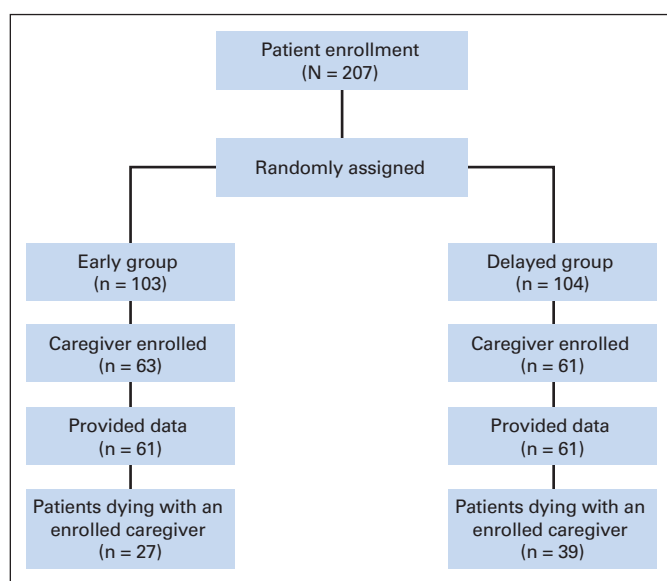 Patient enrollment
(N = 207)
Randomly assigned
Early group
(n = 103)
Delayed group
(n = 104)
Caregiver enrolled
(n = 63)
Caregiver enrolled
(n = 61)
Provided data
(n = 61)
Provided data
(n = 61)
Patients dying with an
enrolled caregiver
(n = 27)
Patients dying with an
enrolled caregiver
(n = 39)